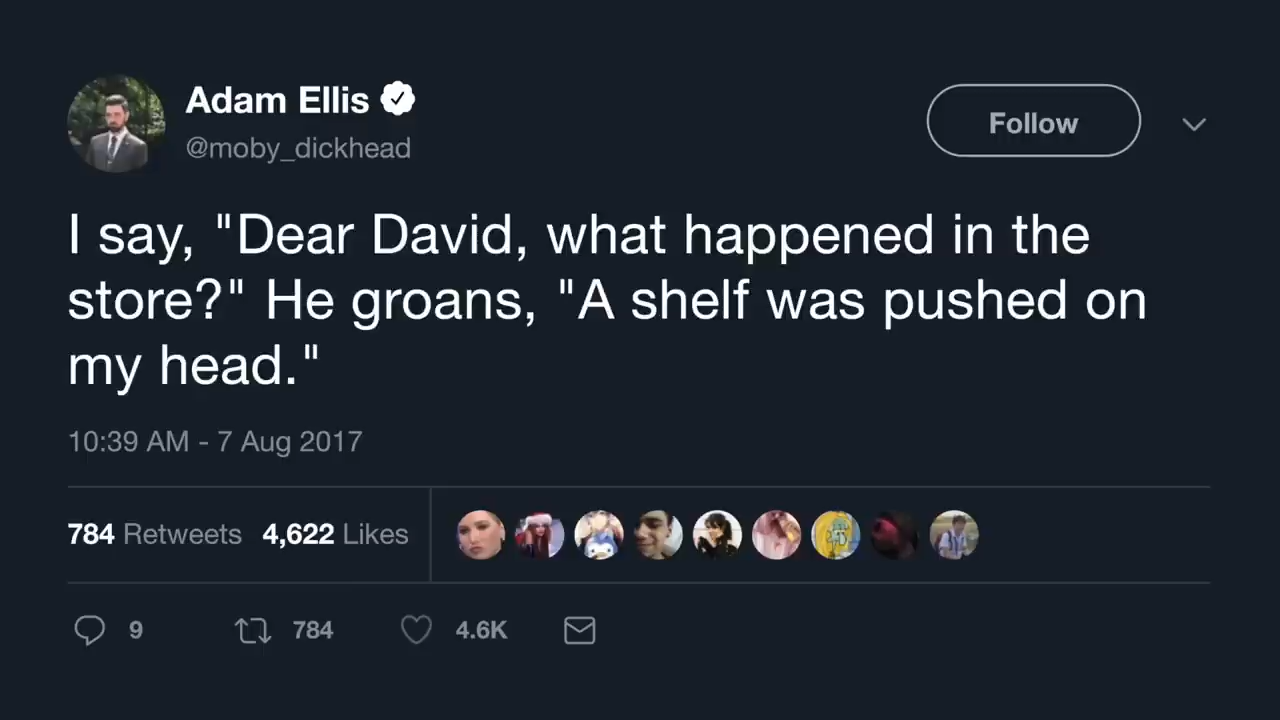 Adam Ellis
@moby_dickhead
Follow
I say, "Dear David, what happened in the
store?" He groans, "A shelf was pushed on
my head."
10:39 AM - 7 Aug 2017
784 Retweets 4,622 Likes
9 784 4.6K